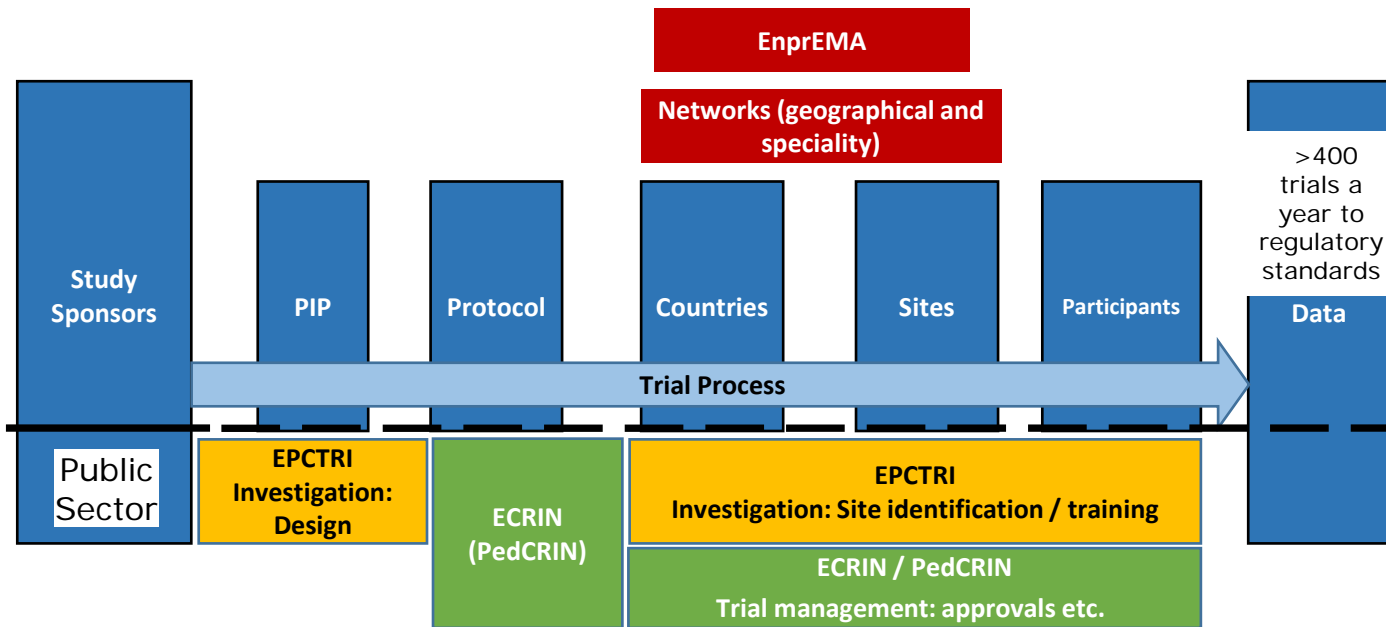 EnprEMA
Networks (geographical and
speciality)
>400
trials a
year to
regulatory
standards
Study
Sponsors
PIP
Protocol
Countries
Sites
Participants
Data
Trial Process
Public
Sector
EPCTRI
Investigation:
Design
ECRIN
(PedCRIN)
EPCTRI
Investigation: Site identification / training
ECRIN / PedCRIN
Trial management: approvals etc.